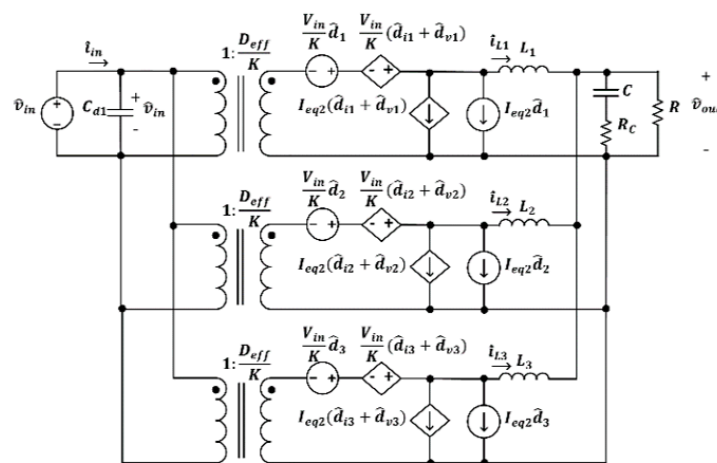 V_in/K d̂_1 V_in/K (d̂_i1 + d̂_v1)
î_in 1: D_eff/K - + - + î_L1 L_1
v̂_in + - C_d1 + v̂_in - I_eq2(d̂_i1 + d̂_v1) I_eq2 d̂_1 C R_C R + v̂_out -
V_in/K d̂_2 V_in/K (d̂_i2 + d̂_v2)
1: D_eff/K - + - + î_L2 L_2
I_eq2(d̂_i2 + d̂_v2) I_eq2 d̂_2
V_in/K d̂_3 V_in/K (d̂_i3 + d̂_v3)
1: D_eff/K - + - + î_L3 L_3
I_eq2(d̂_i3 + d̂_v3) I_eq2 d̂_3